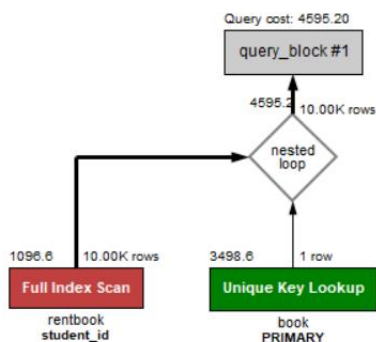 Query cost: 4595.20
query_block #1
4595.2
10.00K rows
nested
loop
1096.6
10.00K rows
3498.6
1 row
Full Index Scan
Unique Key Lookup
rentbook
student_id
book
PRIMARY